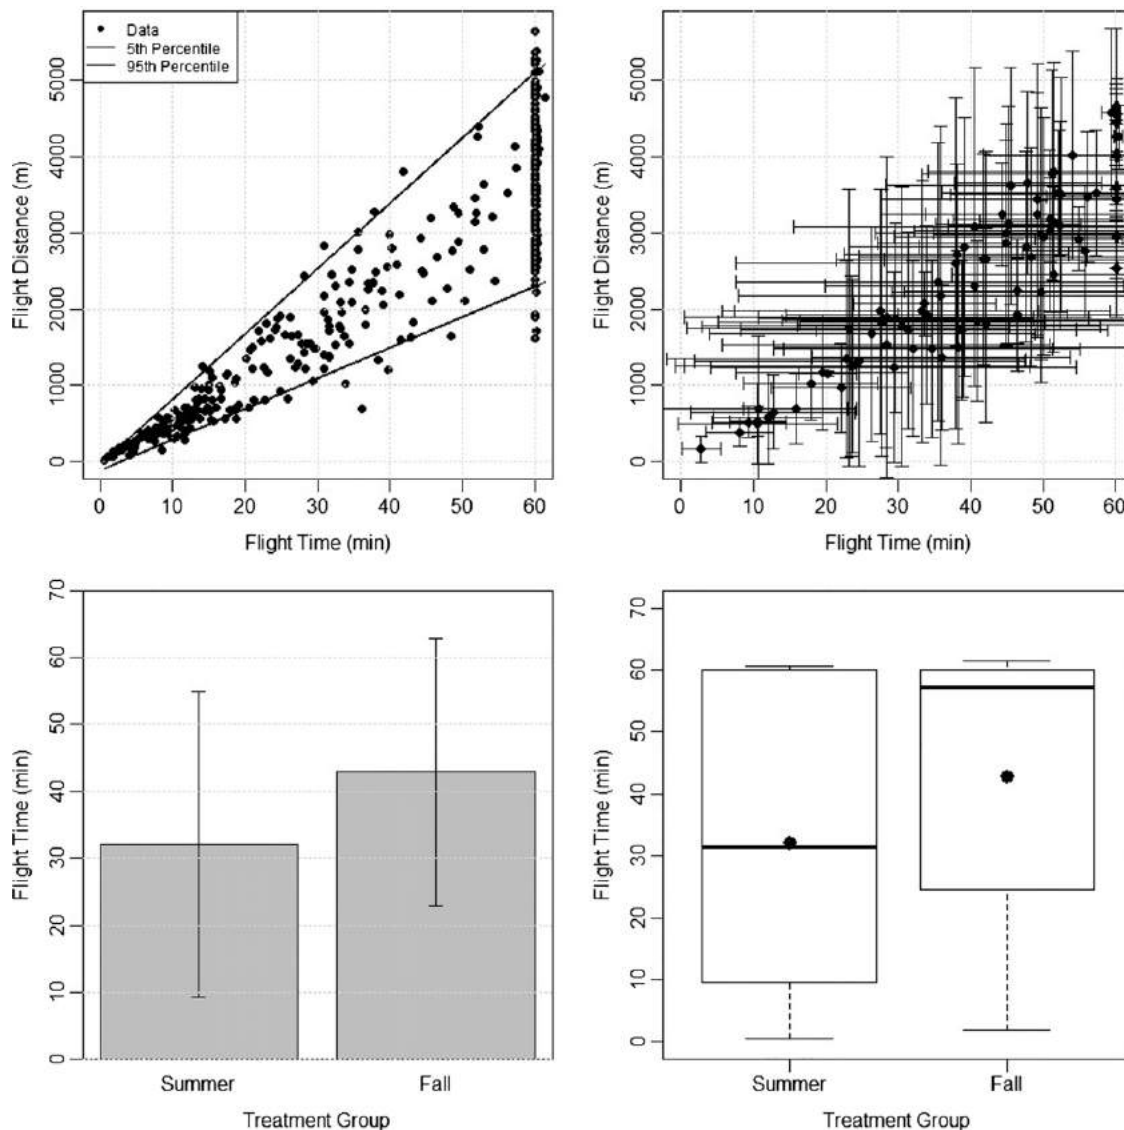 Data
5th Percentile
95th Percentile
Flight Distance (m)
5000
4000
3000
2000
1000
0
0 10 20 30 40 50 60
Flight Time (min)
Flight Distance (m)
5000
4000
3000
2000
1000
0
0 10 20 30 40 50 60
Flight Time (min)
Flight Time (min)
70
60
50
40
30
20
10
0
Summer Fall
Treatment Group
Flight Time (min)
70
60
50
40
30
20
10
0
Summer Fall
Treatment Group